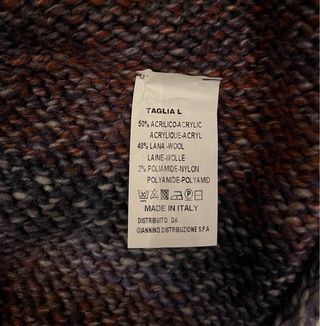 TAGLIA L
50% ACRILICO-ACRYLIC
ACRYLIQUE-ACRYL
48% LANA -WOOL
LAINE-WOLLE
2% POLIAMIDE-NYLON
POLYAMIDE-POLYAMID
MADE IN ITALY
DISTRIBUITO DA
GIANNINO DISTRIBUZIONE S.P.A